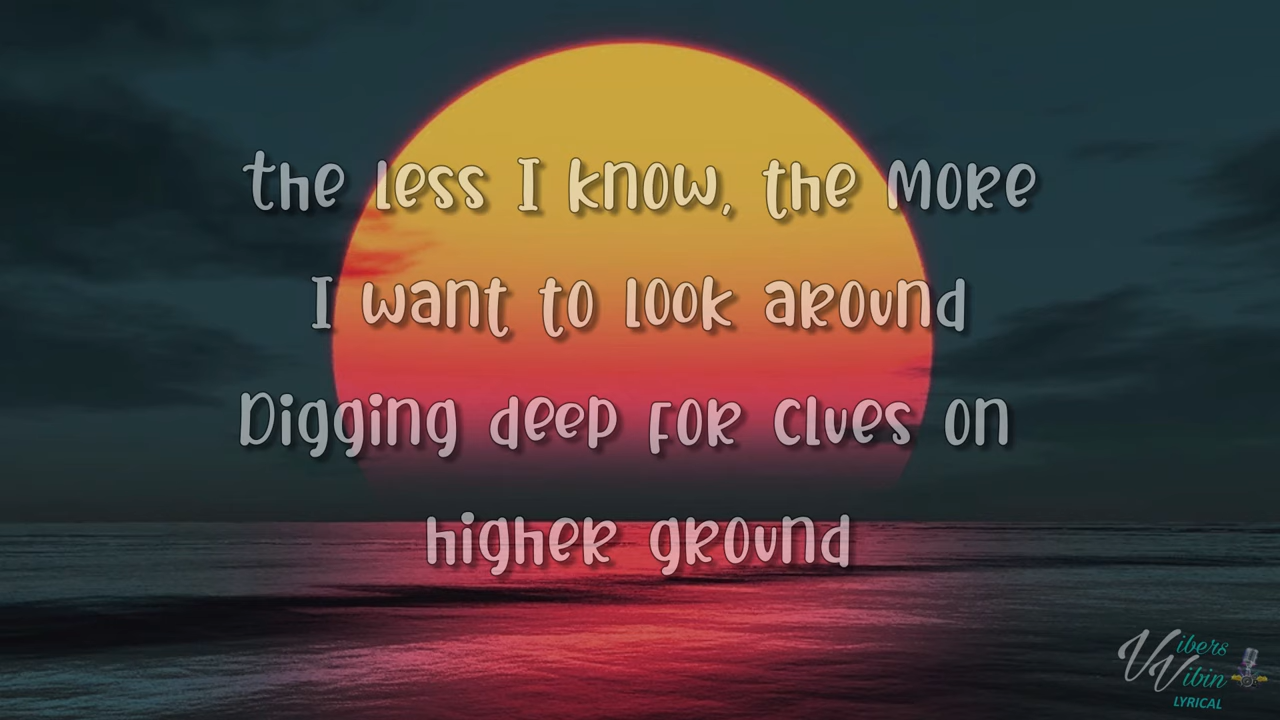 the less I know, the more
I want to look around
Digging deep for clues on
higher ground
Vibers
Vibin
LYRICAL